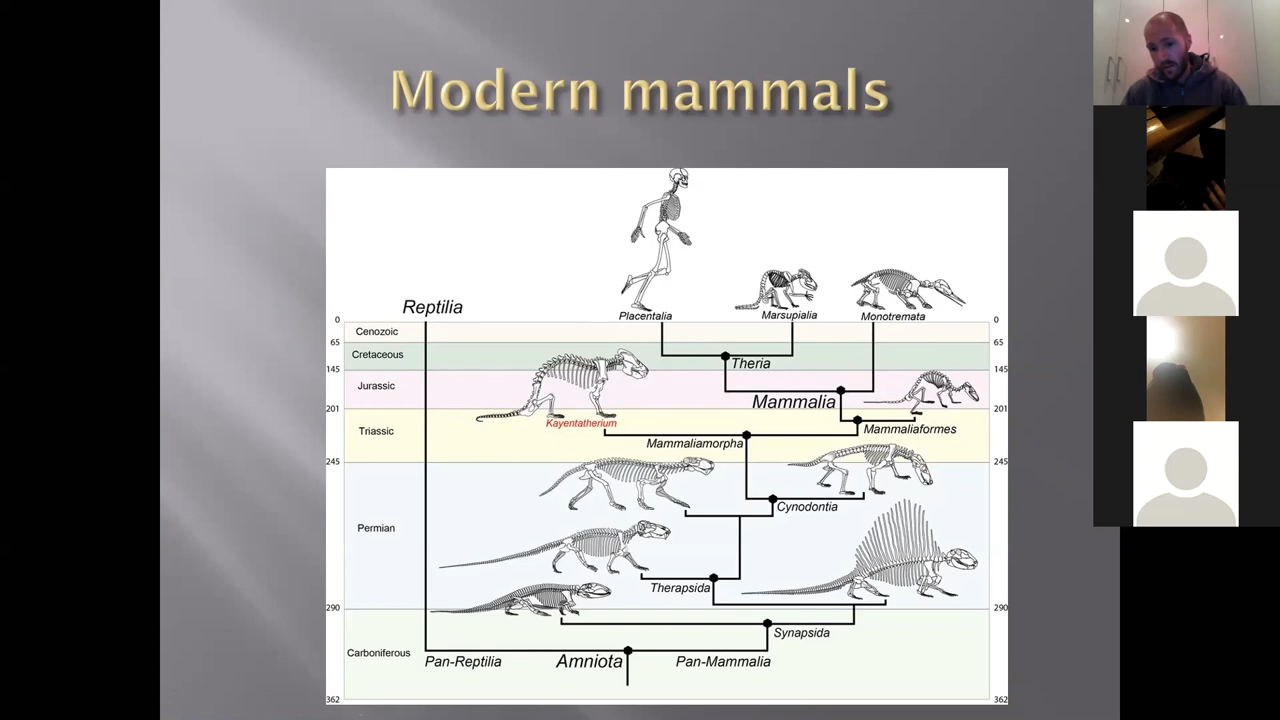 Modern mammals
Reptilia
Placentalia
Marsupialia
Monotremata
0
0
Cenozoic
65
65
Cretaceous
Theria
145
145
Jurassic
Mammalia
201
201
Kayentatherium
Triassic
Mammaliaformes
Mammaliamorpha
245
245
Cynodontia
Permian
Therapsida
290
290
Synapsida
Carboniferous
Pan-Reptilia
Amniota
Pan-Mammalia
362
362